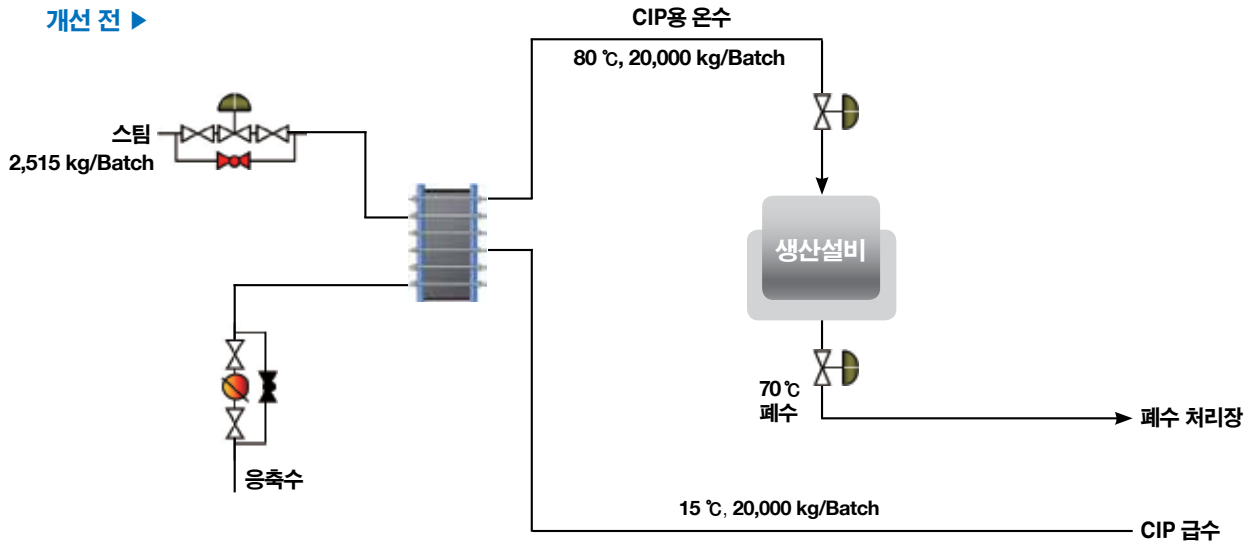 개선 전 ▶
CIP용 온수
80 ℃, 20,000 kg/Batch
스팀
2,515 kg/Batch
생산설비
70 ℃
폐수
폐수 처리장
응축수
15 ℃, 20,000 kg/Batch
CIP 급수